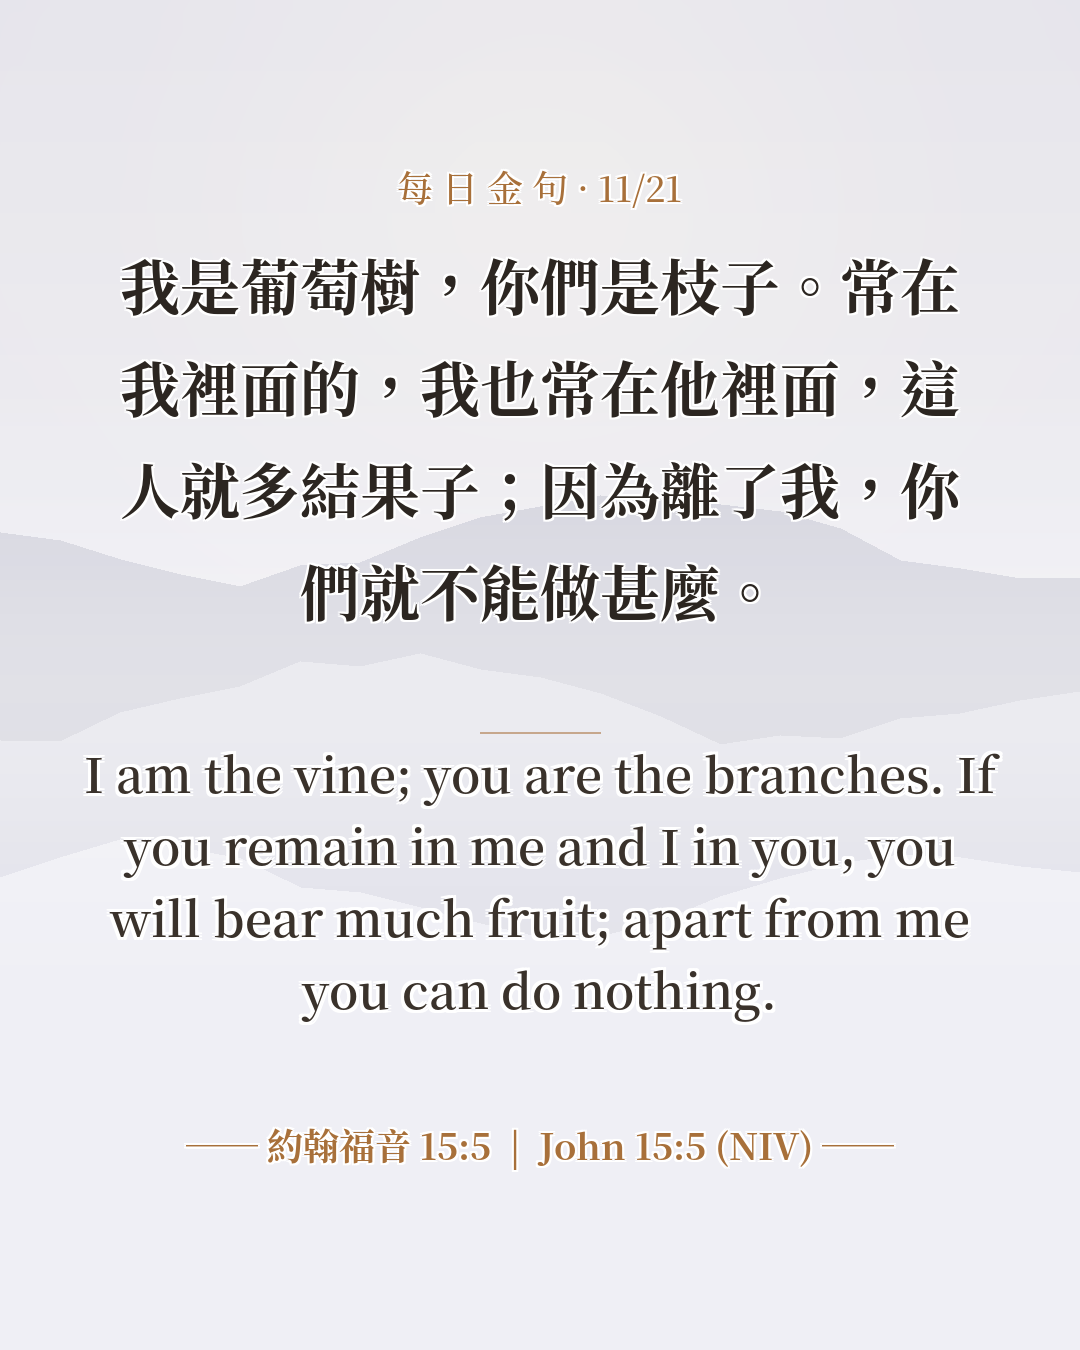 每日金句 · 11/21
我是葡萄樹，你們是枝子。常在
我裡面的，我也常在他裡面，這
人就多結果子；因為離了我，你
們就不能做甚麼。
I am the vine; you are the branches. If
you remain in me and I in you, you
will bear much fruit; apart from me
you can do nothing.
—— 約翰福音 15:5 | John 15:5 (NIV) ——